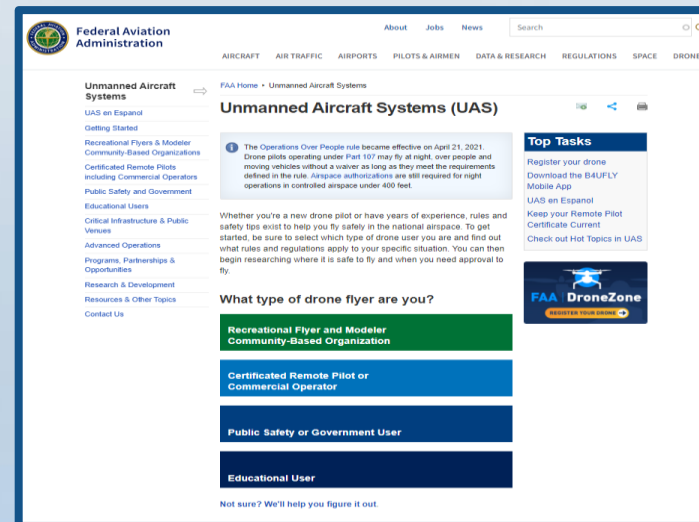 Federal Aviation
Administration
About Jobs News Search
AIRCRAFT AIR TRAFFIC AIRPORTS PILOTS & AIRMEN DATA & RESEARCH REGULATIONS SPACE DRONE
Unmanned Aircraft
Systems
UAS en Espanol
Getting Started
Recreational Flyers & Modeler
Community-Based Organizations
Certificated Remote Pilots
including Commercial Operators
Public Safety and Government
Educational Users
Critical Infrastructure & Public
Venues
Advanced Operations
Programs, Partnerships &
Opportunities
Research & Development
Resources & Other Topics
Contact Us
FAA Home • Unmanned Aircraft Systems
Unmanned Aircraft Systems (UAS)
The Operations Over People rule became effective on April 21, 2021.
Drone pilots operating under Part 107 may fly at night, over people and
moving vehicles without a waiver as long as they meet the requirements
defined in the rule. Airspace authorizations are still required for night
operations in controlled airspace under 400 feet.
Whether you're a new drone pilot or have years of experience, rules and
safety tips exist to help you fly safely in the national airspace. To get
started, be sure to select which type of drone user you are and find out
what rules and regulations apply to your specific situation. You can then
begin researching where it is safe to fly and when you need approval to
fly.
What type of drone flyer are you?
Recreational Flyer and Modeler
Community-Based Organization
Certificated Remote Pilot or
Commercial Operator
Public Safety or Government User
Educational User
Not sure? We'll help you figure it out.
Top Tasks
Register your drone
Download the B4UFLY
Mobile App
UAS en Espanol
Keep your Remote Pilot
Certificate Current
Check out Hot Topics in UAS
FAA DroneZone
REGISTER YOUR DRONE